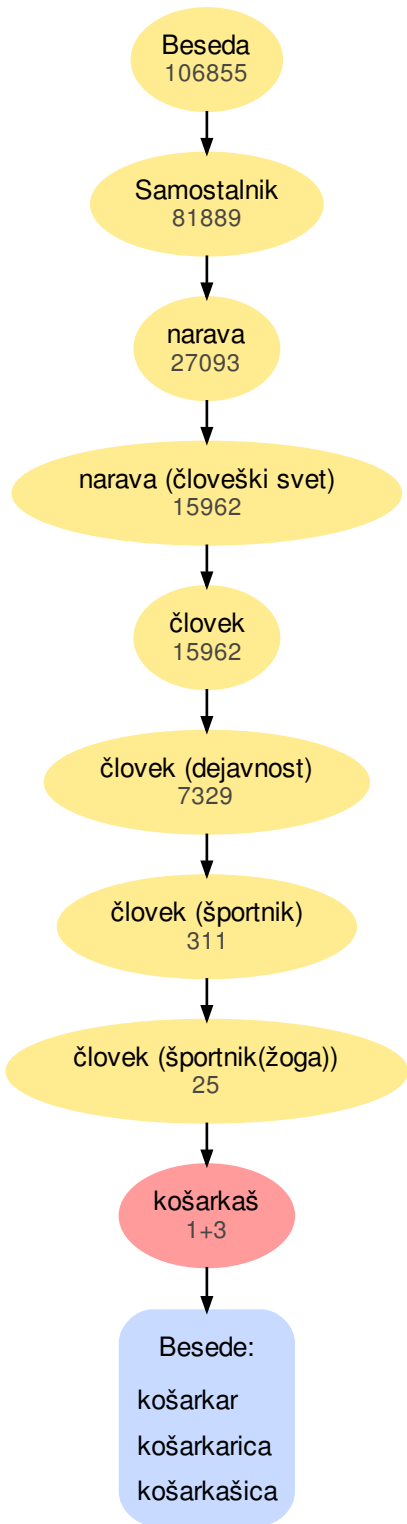 Beseda
106855
Samostalnik
81889
narava
27093
narava (človeški svet)
15962
človek
15962
človek (dejavnost)
7329
človek (športnik)
311
človek (športnik(žoga))
25
košarkaš
1+3
Besede:
košarkar
košarkarica
košarkašica